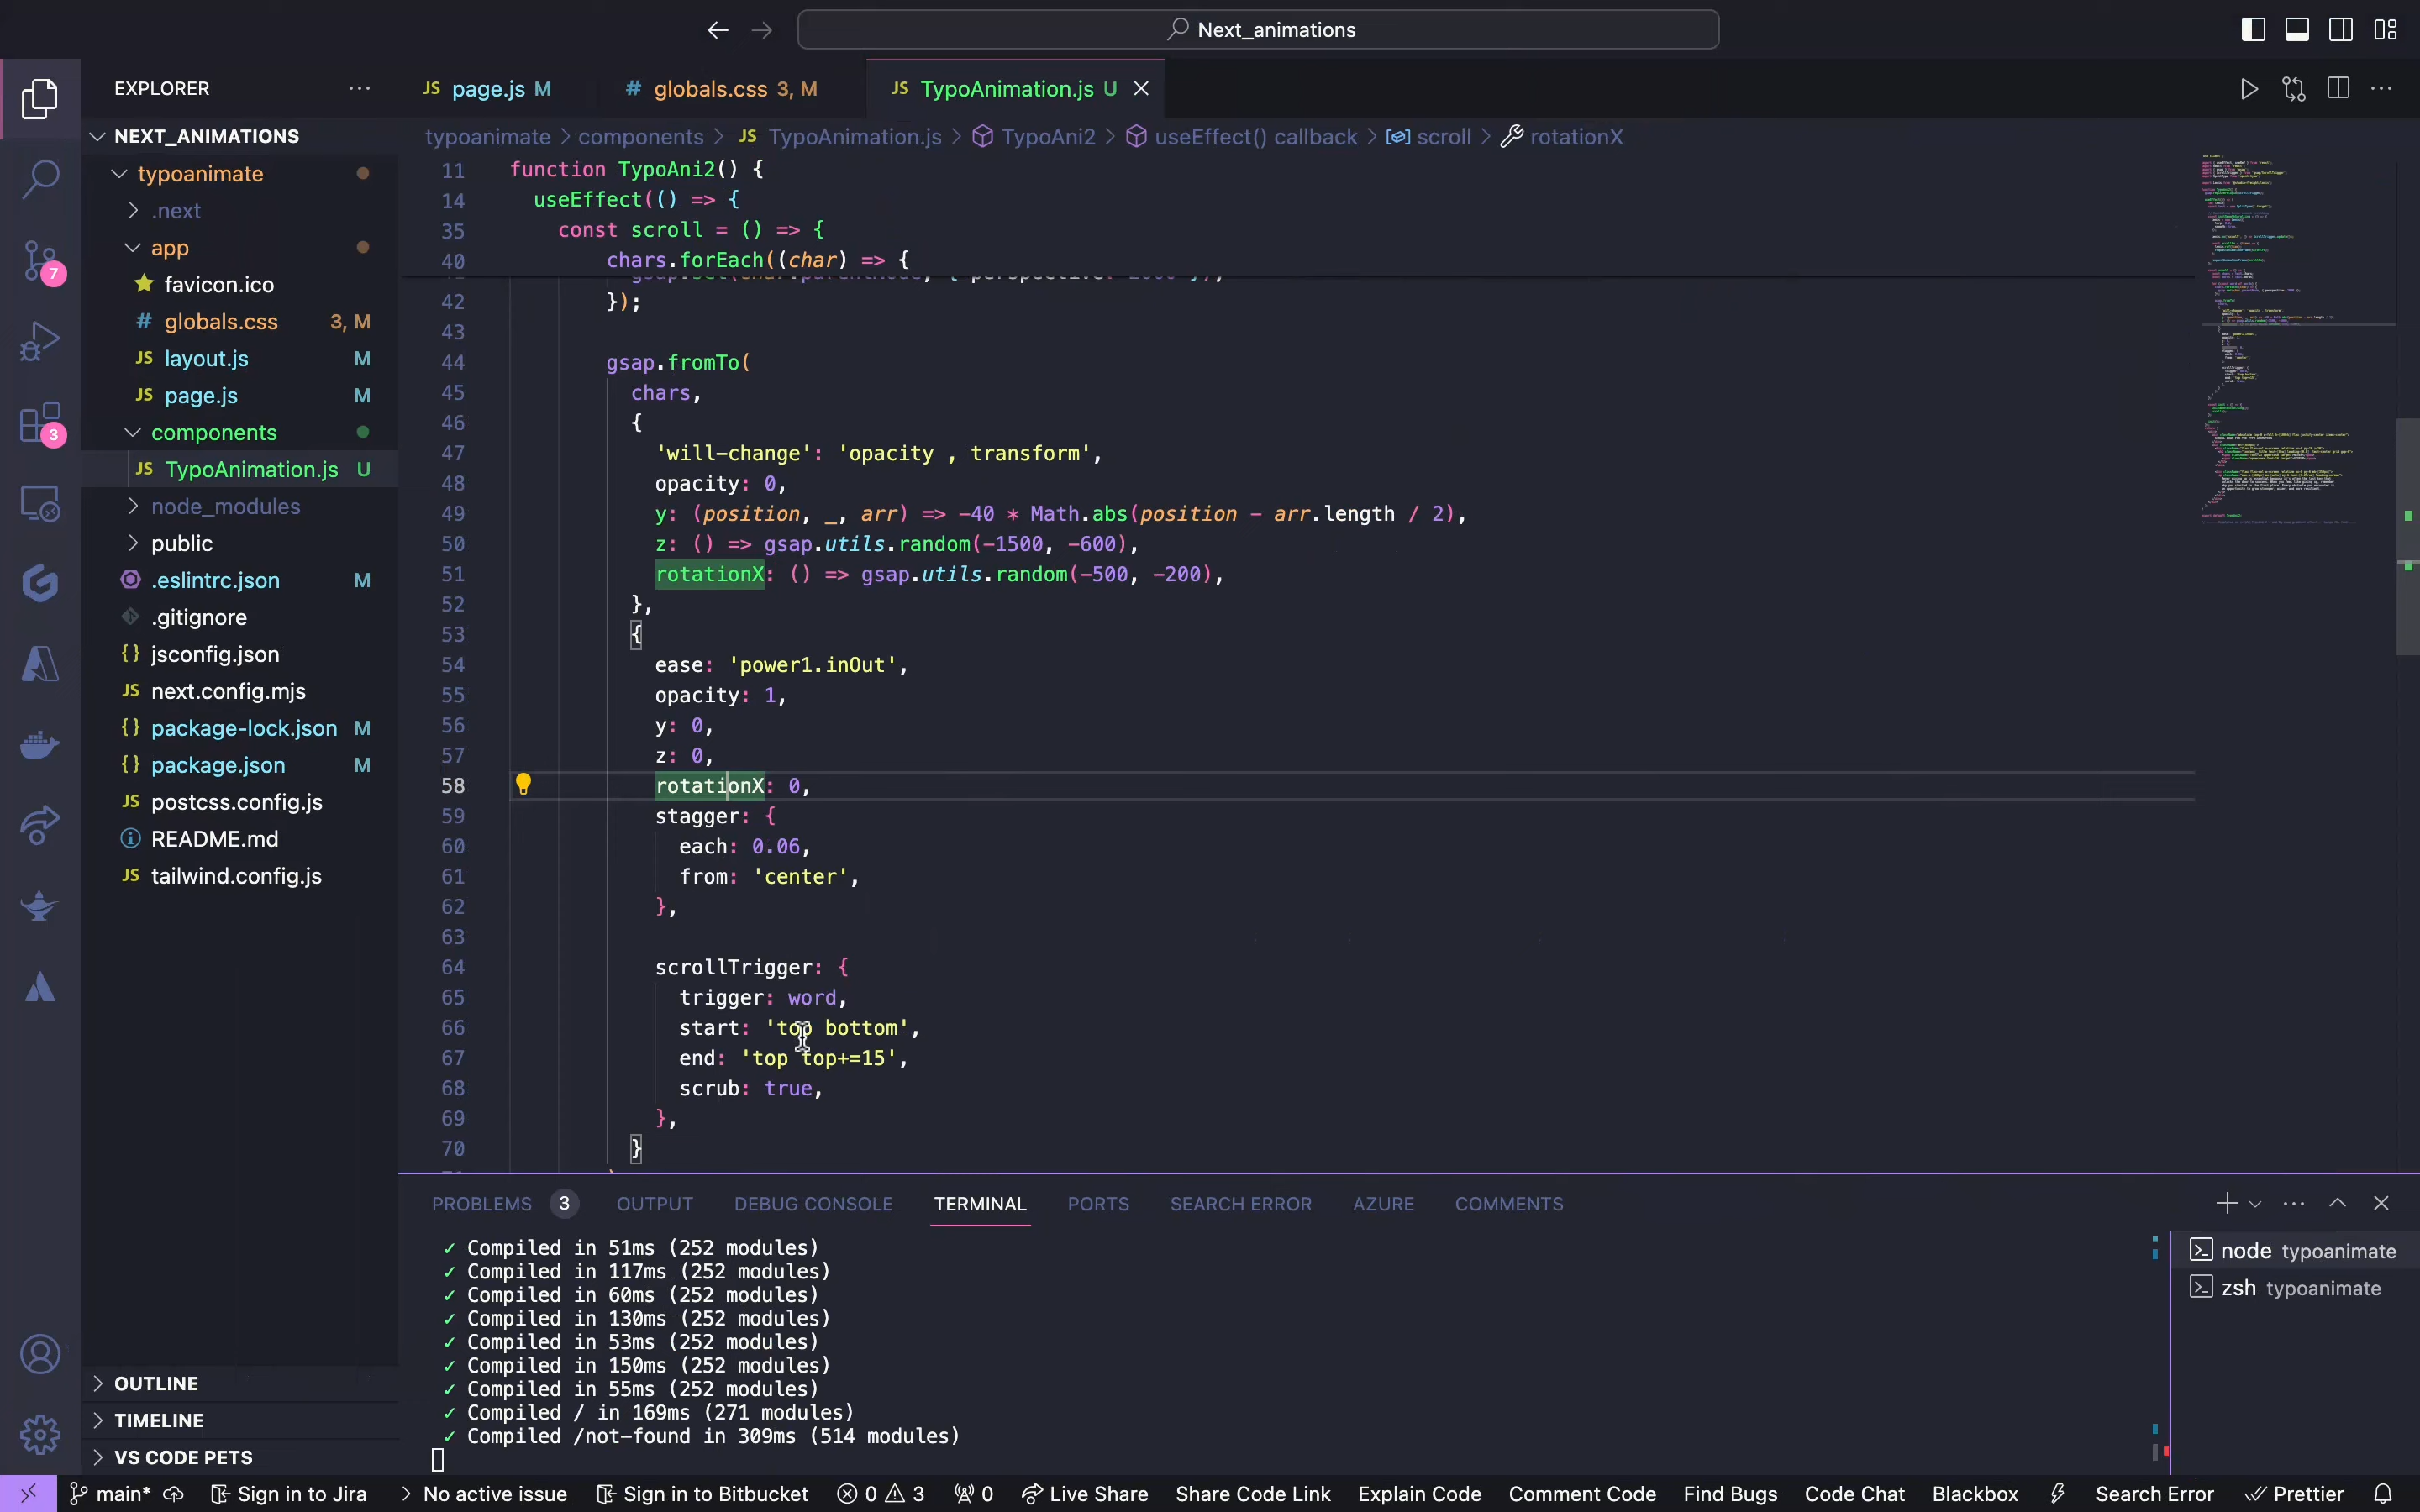 Next_animations
EXPLORER
JS page.js M
# globals.css 3, M
JS TypoAnimation.js U
NEXT_ANIMATIONS
typoanimate > components > JS TypoAnimation.js > TypoAni2 > useEffect() callback > scroll > rotationX
typoanimate
.next
app
favicon.ico
# globals.css 3, M
JS layout.js M
JS page.js M
components
JS TypoAnimation.js U
node_modules
public
.eslintrc.json M
.gitignore
{} jsconfig.json
JS next.config.mjs
{} package-lock.json M
{} package.json M
JS postcss.config.js
README.md
JS tailwind.config.js
OUTLINE
TIMELINE
VS CODE PETS
7
3
11 function TypoAni2() {
14 useEffect(() => {
35 const scroll = () => {
40 chars.forEach((char) => {
42 });
43
44 gsap.fromTo(
45 chars,
46 {
47 'will-change': 'opacity , transform',
48 opacity: 0,
49 y: (position, _, arr) => -40 * Math.abs(position - arr.length / 2),
50 z: () => gsap.utils.random(-1500, -600),
51 rotationX: () => gsap.utils.random(-500, -200),
52 },
53 {
54 ease: 'power1.inOut',
55 opacity: 1,
56 y: 0,
57 z: 0,
58 rotationX: 0,
59 stagger: {
60 each: 0.06,
61 from: 'center',
62 },
63
64 scrollTrigger: {
65 trigger: word,
66 start: 'top bottom',
67 end: 'top top+=15',
68 scrub: true,
69 },
70 }
PROBLEMS 3 OUTPUT DEBUG CONSOLE TERMINAL PORTS SEARCH ERROR AZURE COMMENTS
✓ Compiled in 51ms (252 modules)
✓ Compiled in 117ms (252 modules)
✓ Compiled in 60ms (252 modules)
✓ Compiled in 130ms (252 modules)
✓ Compiled in 53ms (252 modules)
✓ Compiled in 150ms (252 modules)
✓ Compiled in 55ms (252 modules)
✓ Compiled / in 169ms (271 modules)
✓ Compiled /not-found in 309ms (514 modules)
node typoanimate
zsh typoanimate
main* Sign in to Jira No active issue Sign in to Bitbucket 0 3 0 Live Share Share Code Link Explain Code Comment Code Find Bugs Code Chat Blackbox Search Error Prettier